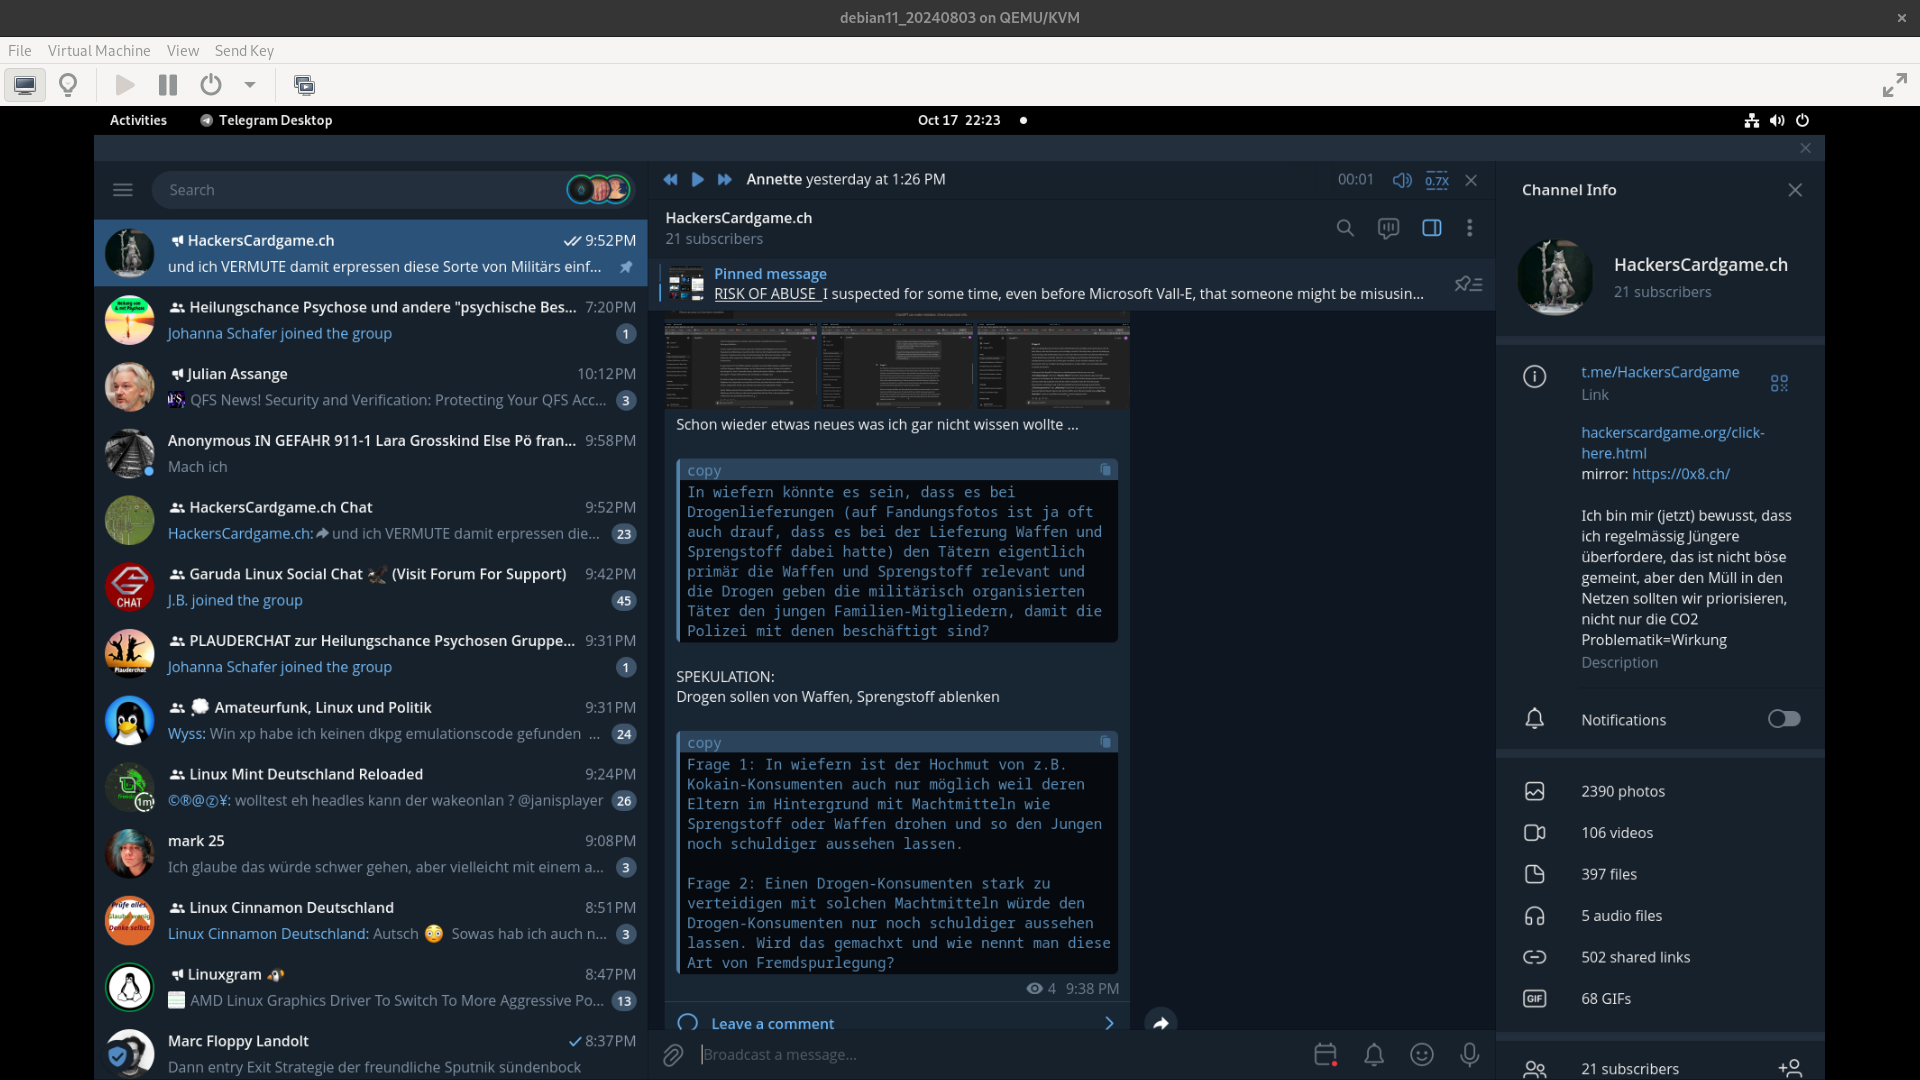 debian11_20240803 on QEMU/KVM
File Virtual Machine View Send Key
Activities Telegram Desktop Oct 17 22:23
Search
HackersCardgame.ch 9:52PM
und ich VERMUTE damit erpressen diese Sorte von Militärs einf...
Heilungschance Psychose und andere "psychische Bes... 7:20PM
Johanna Schafer joined the group 1
Julian Assange 10:12PM
QFS News! Security and Verification: Protecting Your QFS Acc... 3
Anonymous IN GEFAHR 911-1 Lara Grosskind Else Pö fran... 9:58PM
Mach ich
HackersCardgame.ch Chat 9:52PM
HackersCardgame.ch: und ich VERMUTE damit erpressen die... 23
CHAT
Garuda Linux Social Chat (Visit Forum For Support) 9:42PM
J.B. joined the group 45
Plauderchat
PLAUDERCHAT zur Heilungschance Psychosen Gruppe... 9:31PM
Johanna Schafer joined the group 1
Amateurfunk, Linux und Politik 9:31PM
Wyss: Win xp habe ich keinen dkpg emulationscode gefunden ... 24
1m
Linux Mint Deutschland Reloaded 9:24PM
©®@ⓩ¥: wolltest eh headles kann der wakeonlan ? @janisplayer 26
mark 25 9:08PM
Ich glaube das würde schwer gehen, aber vielleicht mit einem a... 3
Prüfe alles,
Denke selbst.
Linux Cinnamon Deutschland 8:51PM
Linux Cinnamon Deutschland: Autsch 😳 Sowas hab ich auch n... 3
Linuxgram 8:47PM
AMD Linux Graphics Driver To Switch To More Aggressive Po... 13
Marc Floppy Landolt 8:37PM
Dann entry Exit Strategie der freundliche Sputnik sündenbock
Annette yesterday at 1:26 PM 00:01 0.7X
HackersCardgame.ch
21 subscribers
Pinned message
RISK OF ABUSE I suspected for some time, even before Microsoft Vall-E, that someone might be misusin...
Schon wieder etwas neues was ich gar nicht wissen wollte ...
copy
In wiefern könnte es sein, dass es bei
Drogenlieferungen (auf Fandungsfotos ist ja oft
auch drauf, dass es bei der Lieferung Waffen und
Sprengstoff dabei hatte) den Tätern eigentlich
primär die Waffen und Sprengstoff relevant und
die Drogen geben die militärisch organisierten
Täter den jungen Familien-Mitgliedern, damit die
Polizei mit denen beschäftigt sind?
SPEKULATION:
Drogen sollen von Waffen, Sprengstoff ablenken
copy
Frage 1: In wiefern ist der Hochmut von z.B.
Kokain-Konsumenten auch nur möglich weil deren
Eltern im Hintergrund mit Machtmitteln wie
Sprengstoff oder Waffen drohen und so den Jungen
noch schuldiger aussehen lassen.
Frage 2: Einen Drogen-Konsumenten stark zu
verteidigen mit solchen Machtmitteln würde den
Drogen-Konsumenten nur noch schuldiger aussehen
lassen. Wird das gemachxt und wie nennt man diese
Art von Fremdspurlegung?
4 9:38 PM
Leave a comment
Broadcast a message...
Channel Info
HackersCardgame.ch
21 subscribers
t.me/HackersCardgame
Link
hackerscardgame.org/click-
here.html
mirror: https://0x8.ch/
Ich bin mir (jetzt) bewusst, dass
ich regelmässig Jüngere
überfordere, das ist nicht böse
gemeint, aber den Müll in den
Netzen sollten wir priorisieren,
nicht nur die CO2
Problematik=Wirkung
Description
Notifications
2390 photos
106 videos
397 files
5 audio files
502 shared links
GIF 68 GIFs
21 subscribers